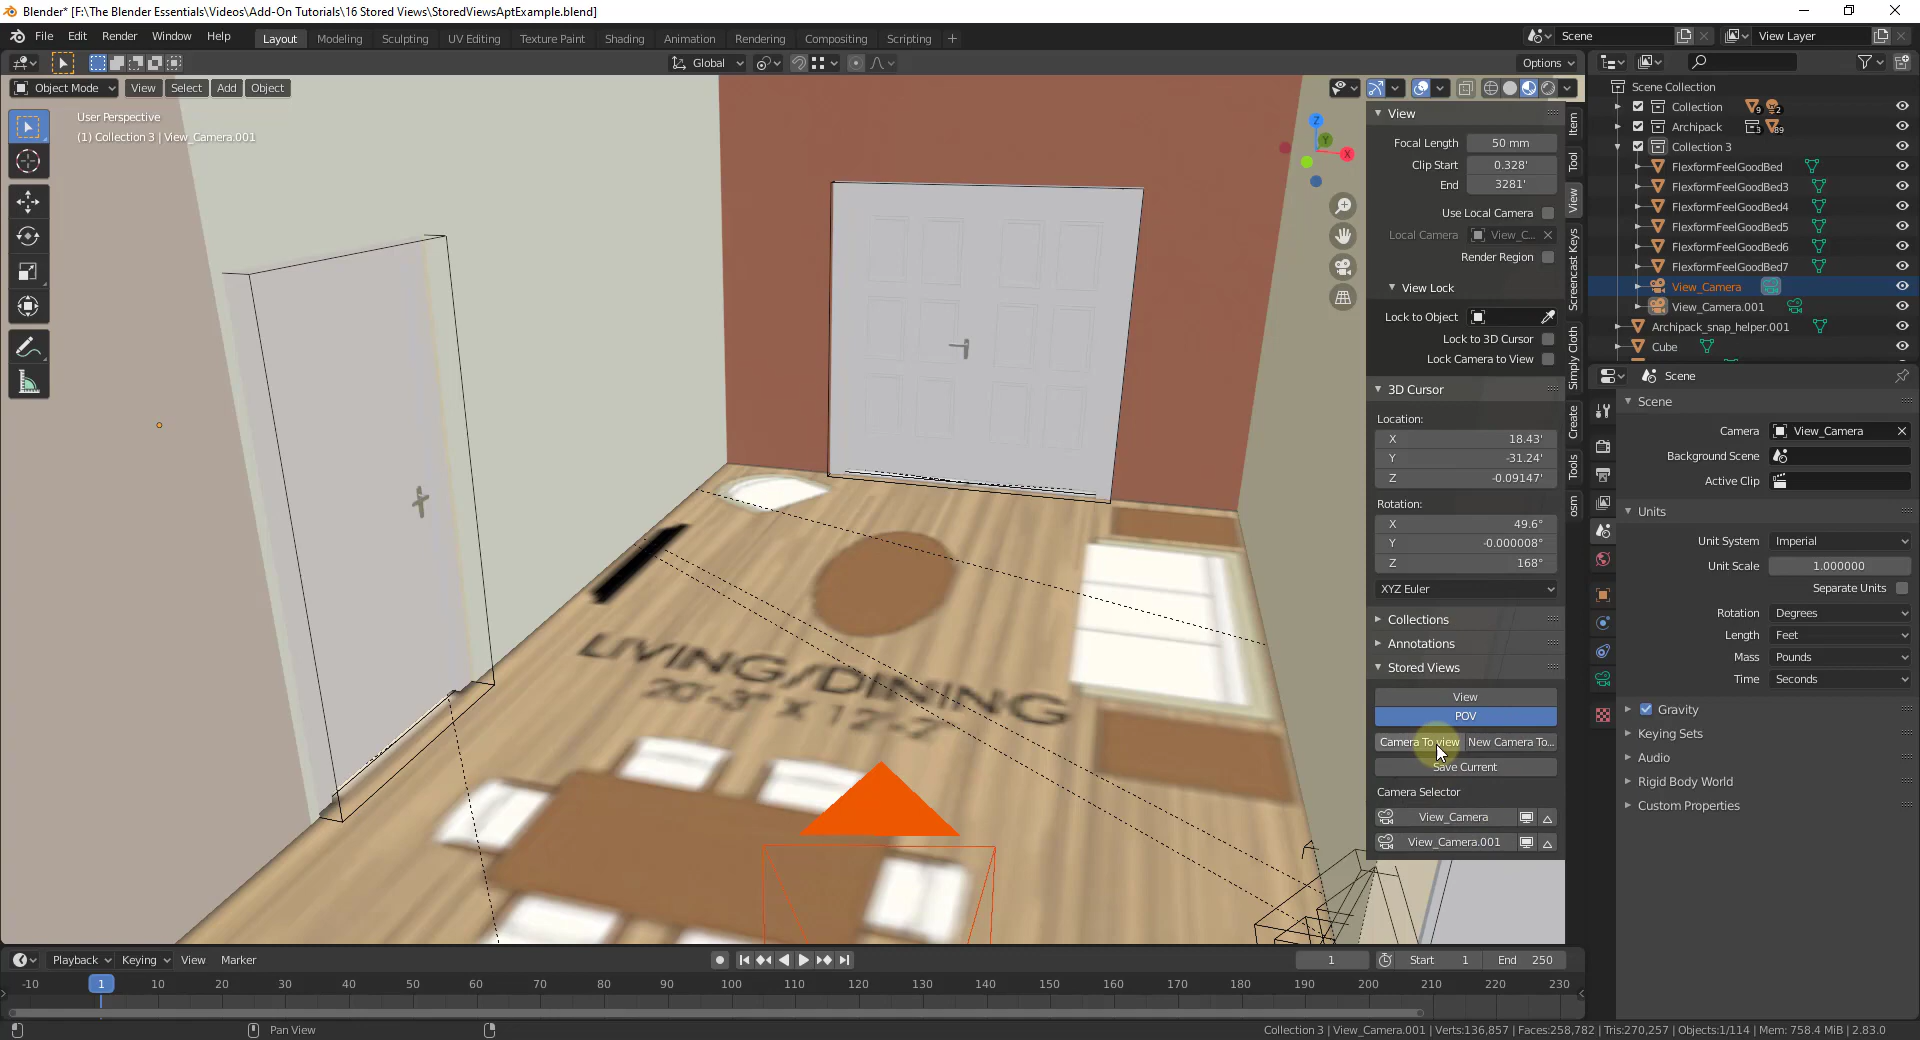 Blender* [F:\The Blender Essentials\Videos\Add-On Tutorials\16 Stored Views\StoredViewsAptExample.blend]
File Edit Render Window Help Layout Modeling Sculpting UV Editing Texture Paint Shading Animation Rendering Compositing Scripting + Scene View Layer
Global Options
Object Mode View Select Add Object
User Perspective
(1) Collection 3 | View_Camera.001
Z
Y
X
LIVING/DINING
20'-3" X 12'-2"
View
Focal Length 50 mm
Clip Start 0.328'
End 3281'
Use Local Camera
Local Camera View_C...
Render Region
View Lock
Lock to Object
Lock to 3D Cursor
Lock Camera to View
3D Cursor
Location:
X 18.43'
Y -31.24'
Z -0.09147'
Rotation:
X 49.6°
Y -0.000008°
Z 168°
XYZ Euler
Collections
Annotations
Stored Views
View
POV
Camera To view New Camera To...
Save Current
Camera Selector
View_Camera
View_Camera.001
Item
Tool
View
Screencast Keys
Simply Cloth
Create
Tools
osm
Scene Collection
Collection 9 2
Archipack 3 89
Collection 3
FlexformFeelGoodBed
FlexformFeelGoodBed3
FlexformFeelGoodBed4
FlexformFeelGoodBed5
FlexformFeelGoodBed6
FlexformFeelGoodBed7
View_Camera
View_Camera.001
Archipack_snap_helper.001
Cube
Scene
Scene
Camera View_Camera
Background Scene
Active Clip
Units
Unit System Imperial
Unit Scale 1.000000
Separate Units
Rotation Degrees
Length Feet
Mass Pounds
Time Seconds
Gravity
Keying Sets
Audio
Rigid Body World
Custom Properties
Playback Keying View Marker 1 Start 1 End 250
-10 1 10 20 30 40 50 60 70 80 90 100 110 120 130 140 150 160 170 180 190 200 210 220 230
Pan View Collection 3 | View_Camera.001 | Verts:136,857 | Faces:258,782 | Tris:270,257 | Objects:1/114 | Mem: 758.4 MiB | 2.83.0